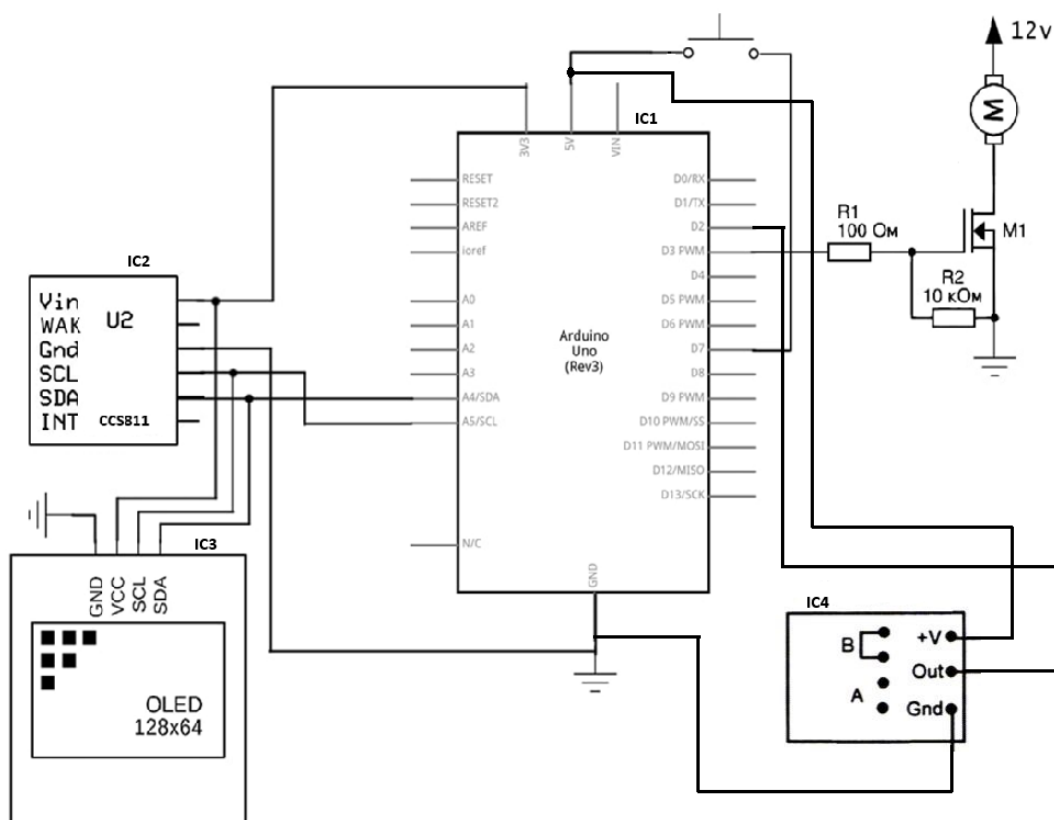 12v
IC1
3V3
5V
VIN
M
RESET
RESET2
AREF
ioref
A0
A1
A2
A3
A4/SDA
A5/SCL
N/C
Arduino
Uno
(Rev3)
D0/RX
D1/TX
D2
D3 PWM
D4
D5 PWM
D6 PWM
D7
D8
D9 PWM
D10 PWM/SS
D11 PWM/MOSI
D12/MISO
D13/SCK
GND
R1
100 Ом
M1
R2
10 кОм
IC2
Vin
WAK
Gnd
SCL
SDA
INT
U2
CCS811
IC3
GND
VCC
SCL
SDA
OLED
128x64
IC4
B
A
+V
Out
Gnd